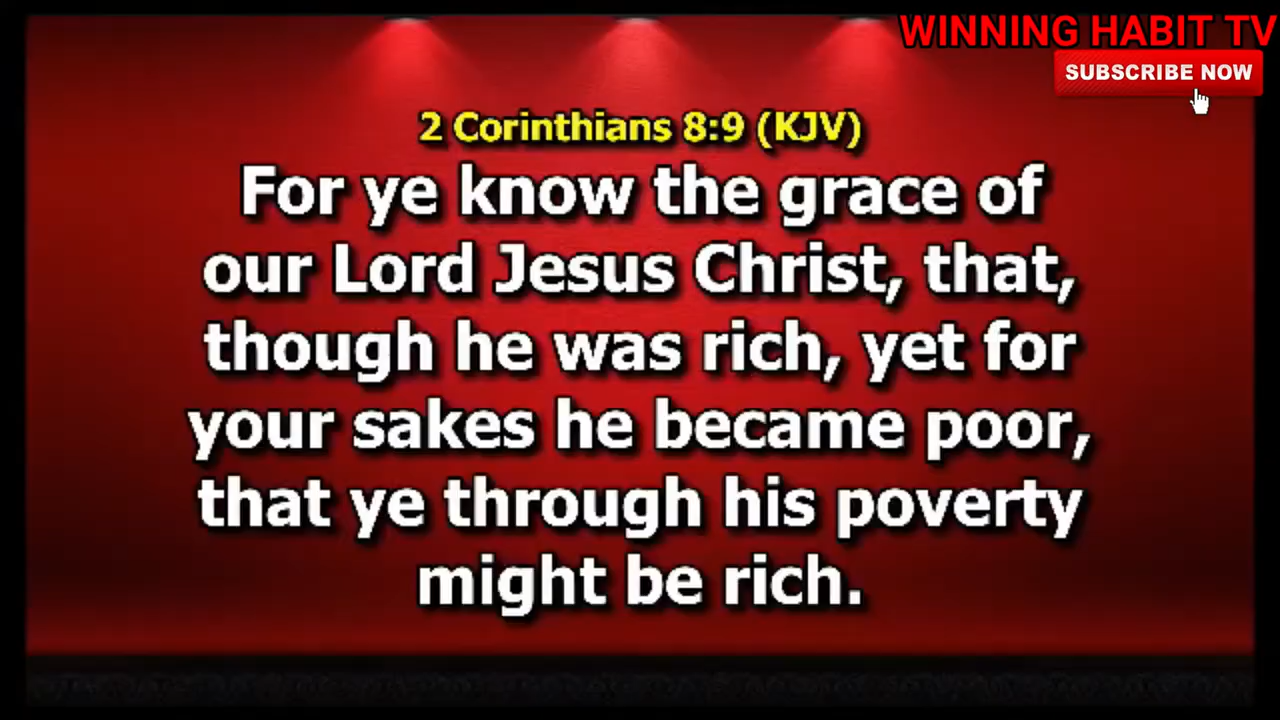 WINNING HABIT TV
SUBSCRIBE NOW
2 Corinthians 8:9 (KJV)
For ye know the grace of
our Lord Jesus Christ, that,
though he was rich, yet for
your sakes he became poor,
that ye through his poverty
might be rich.